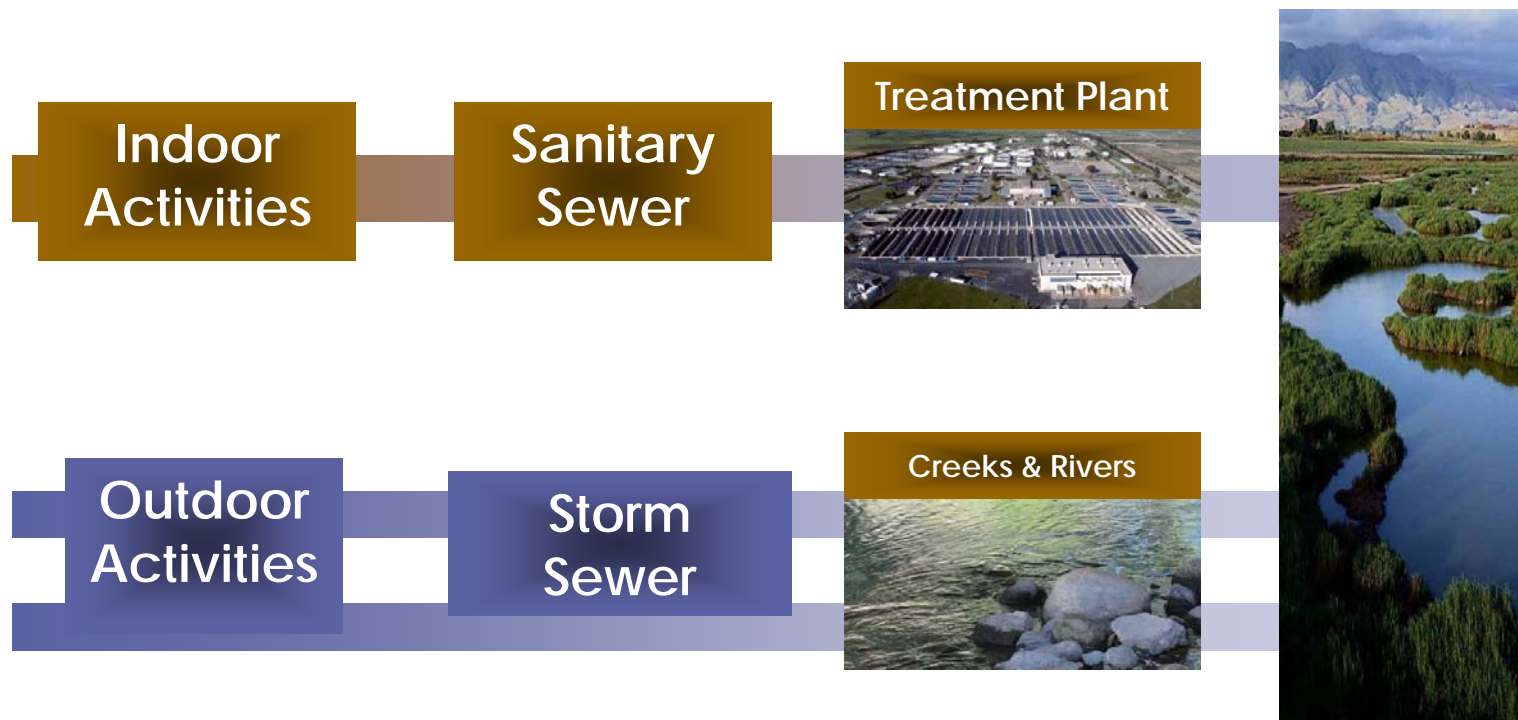 Indoor
Activities
Sanitary
Sewer
Treatment Plant
Outdoor
Activities
Storm
Sewer
Creeks & Rivers